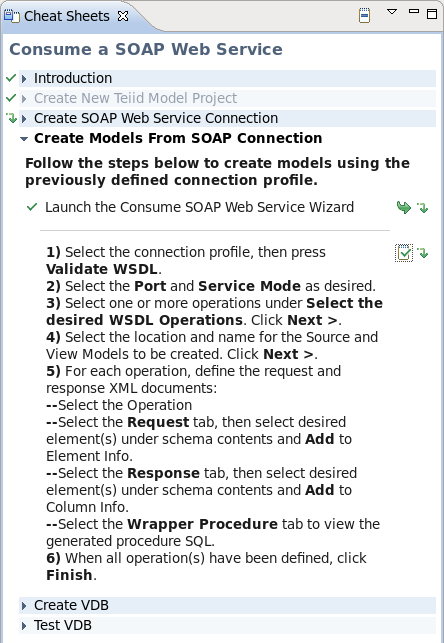 Cheat Sheets
Consume a SOAP Web Service
Introduction
Create New Teiid Model Project
Create SOAP Web Service Connection
Create Models From SOAP Connection
Follow the steps below to create models using the
previously defined connection profile.
Launch the Consume SOAP Web Service Wizard
1) Select the connection profile, then press
Validate WSDL.
2) Select the Port and Service Mode as desired.
3) Select one or more operations under Select the
desired WSDL Operations. Click Next >.
4) Select the location and name for the Source and
View Models to be created. Click Next >.
5) For each operation, define the request and
response XML documents:
--Select the Operation
--Select the Request tab, then select desired
element(s) under schema contents and Add to
Element Info.
--Select the Response tab, then select desired
element(s) under schema contents and Add to
Column Info.
--Select the Wrapper Procedure tab to view the
generated procedure SQL.
6) When all operation(s) have been defined, click
Finish.
Create VDB
Test VDB